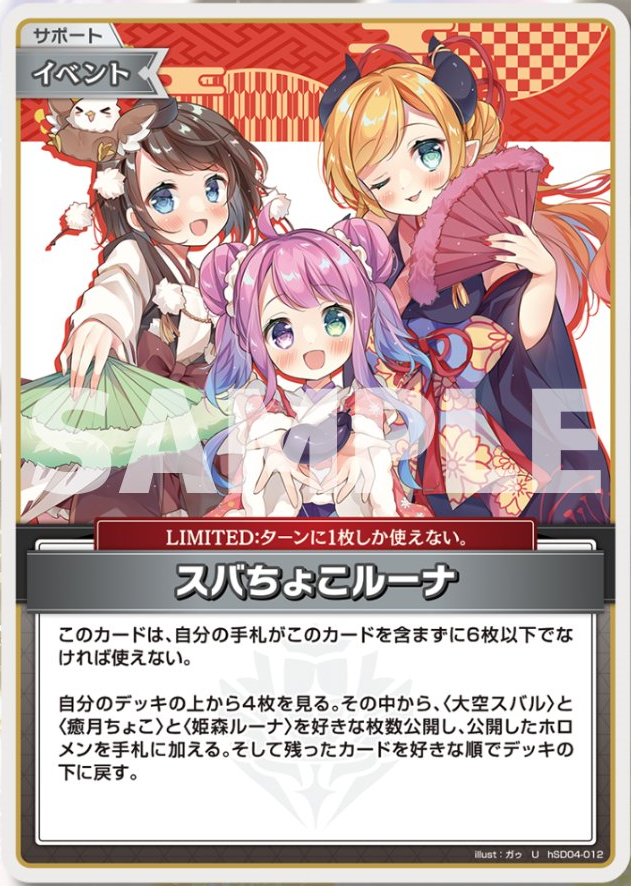 サポート
イベント
SAMPLE
LIMITED:ターンに1枚しか使えない。
スバちょこルーナ
このカードは、自分の手札がこのカードを含まずに6枚以下でな
ければ使えない。
自分のデッキの上から4枚を見る。その中から、〈大空スバル〉と
〈癒月ちょこ〉と〈姫森ルーナ〉を好きな枚数公開し、公開したホロ
メンを手札に加える。そして残ったカードを好きな順でデッキの
下に戻す。
illust：ガゥ U hSD04-012